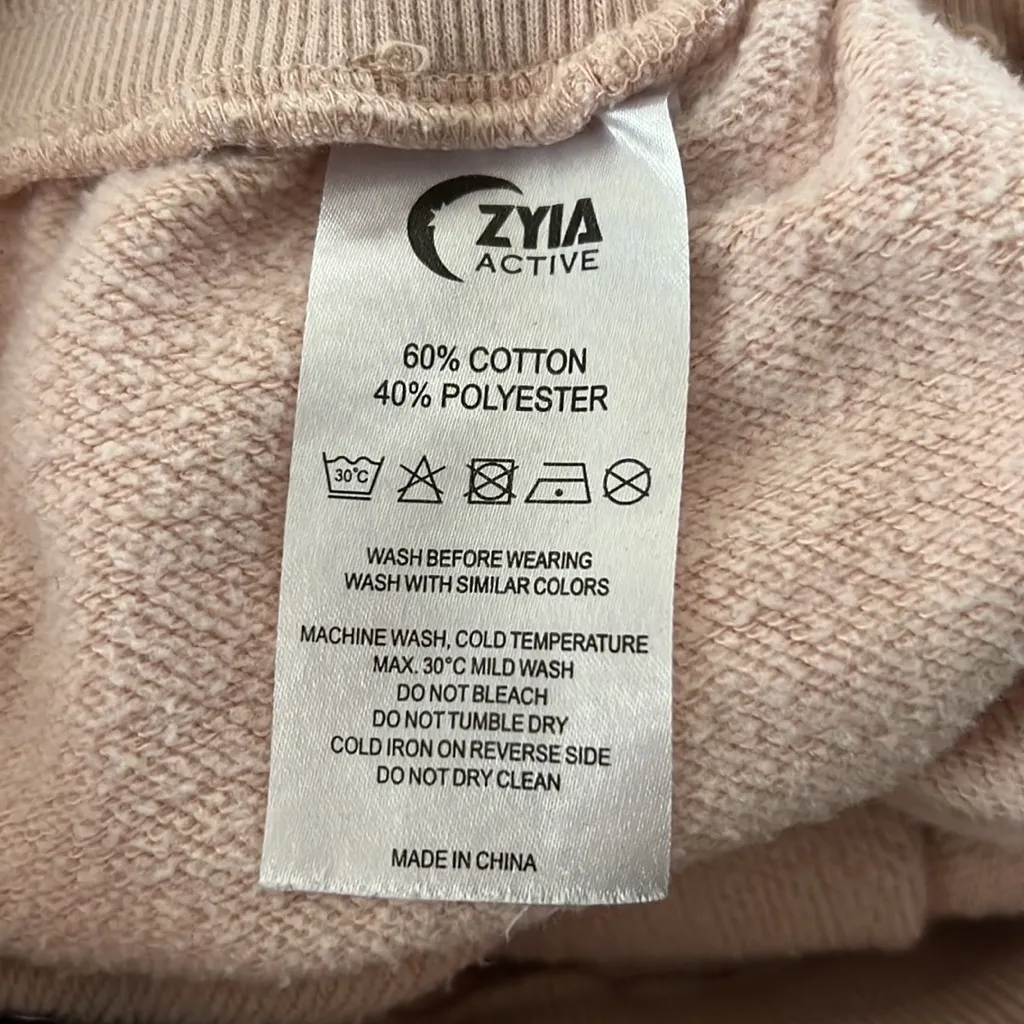 ZYIA
ACTIVE
60% COTTON
40% POLYESTER
30°C
WASH BEFORE WEARING
WASH WITH SIMILAR COLORS
MACHINE WASH, COLD TEMPERATURE
MAX. 30°C MILD WASH
DO NOT BLEACH
DO NOT TUMBLE DRY
COLD IRON ON REVERSE SIDE
DO NOT DRY CLEAN
MADE IN CHINA